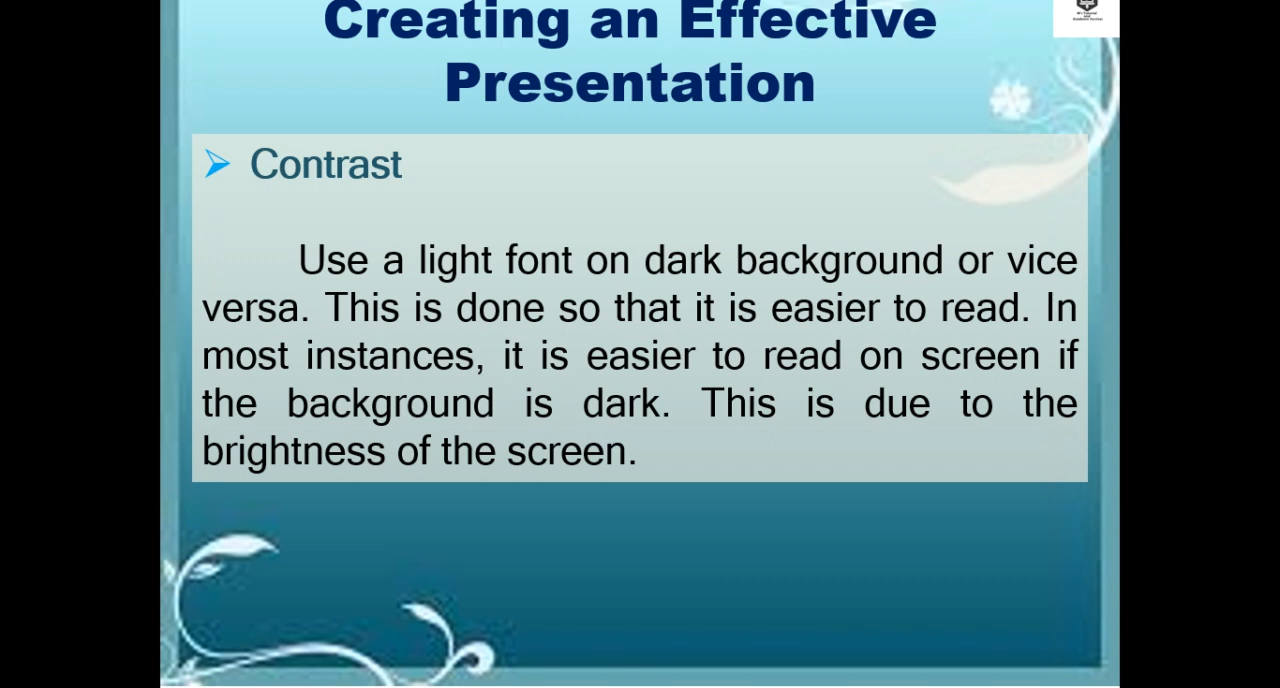 Creating an Effective
Presentation
Contrast
Use a light font on dark background or vice
versa. This is done so that it is easier to read. In
most instances, it is easier to read on screen if
the background is dark. This is due to the
brightness of the screen.